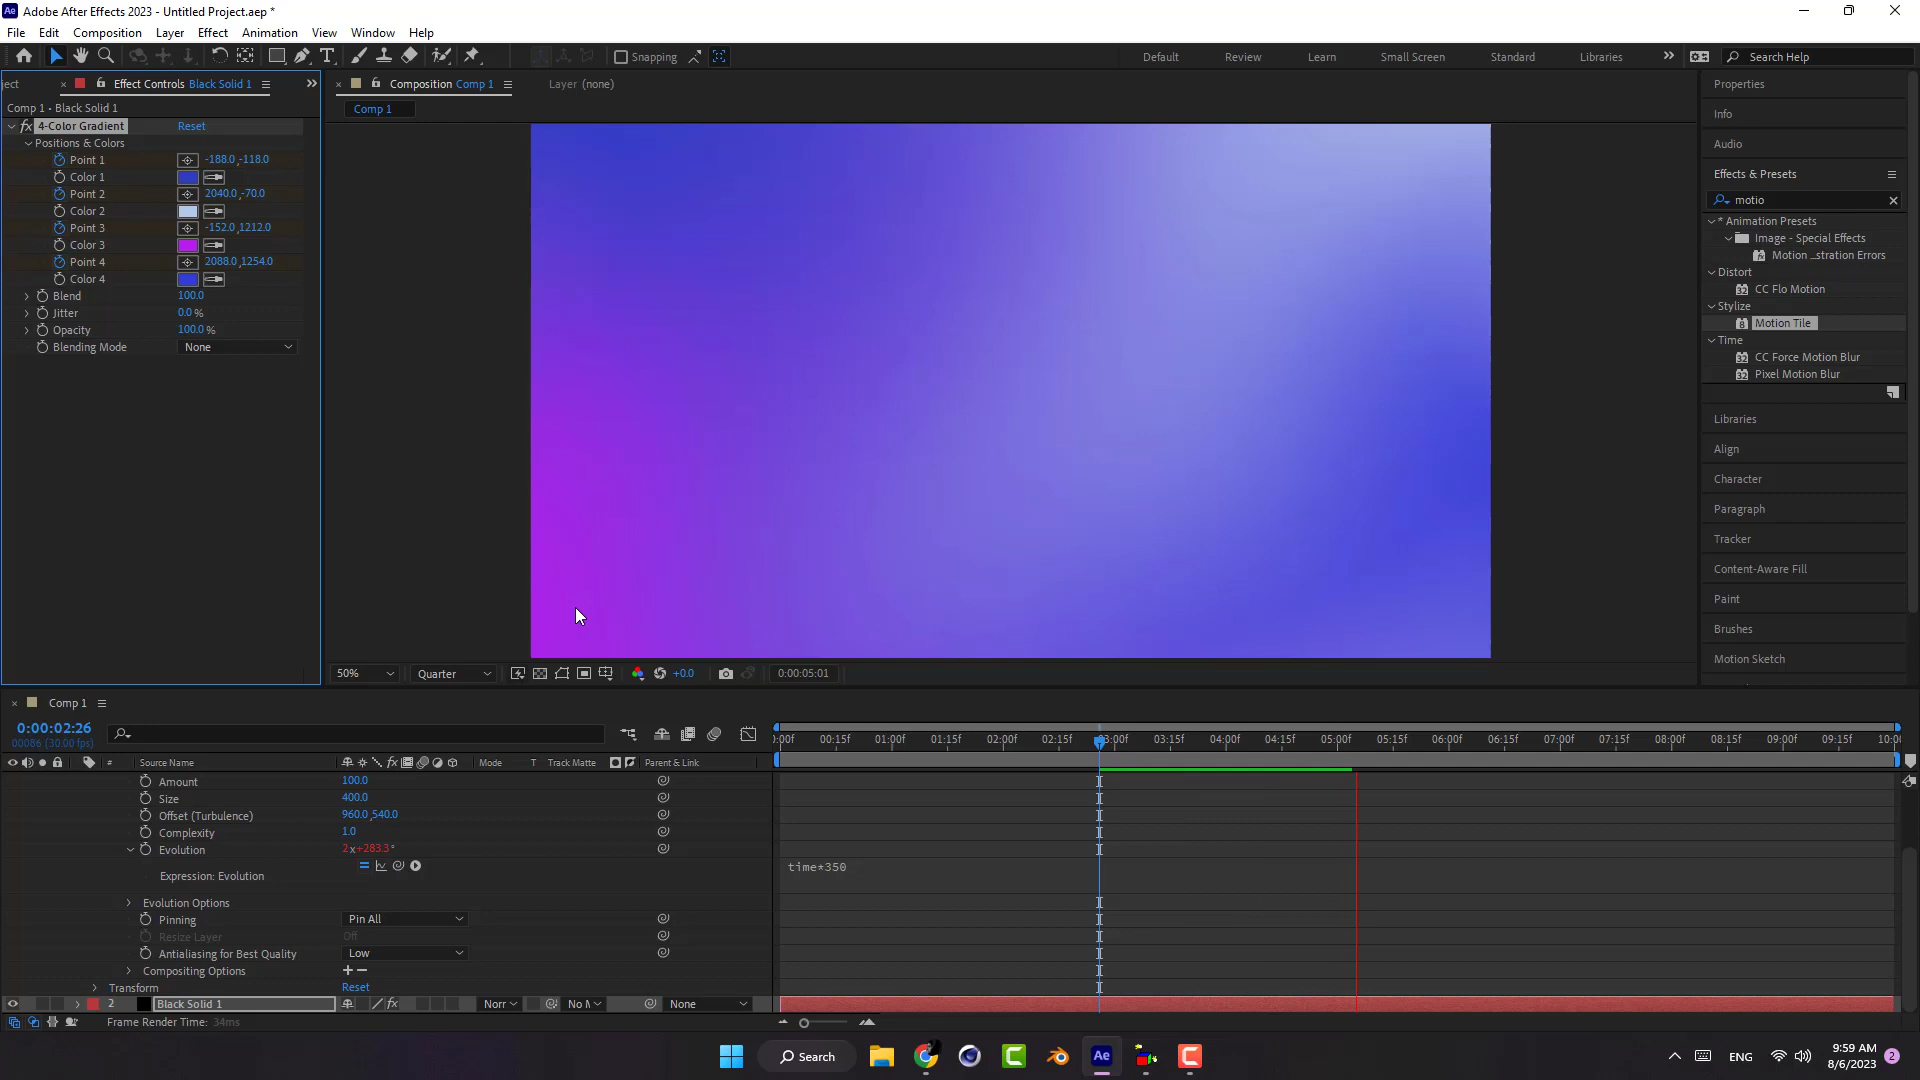 Adobe After Effects 2023 - Untitled Project.aep *
File Edit Composition Layer Effect Animation View Window Help
Snapping Default Review Learn Small Screen Standard Libraries Search Help
ject Effect Controls Black Solid 1 Composition Comp 1 Layer (none)
Comp 1 • Black Solid 1
Comp 1
fx 4-Color Gradient Reset
Positions & Colors
Point 1 -188.0,-118.0
Color 1
Point 2 2040.0,-70.0
Color 2
Point 3 -152.0,1212.0
Color 3
Point 4 2088.0,1254.0
Color 4
Blend 100.0
Jitter 0.0 %
Opacity 100.0 %
Blending Mode None
Properties
Info
Audio
Effects & Presets
motio
* Animation Presets
Image - Special Effects
Motion ...stration Errors
Distort
CC Flo Motion
Stylize
Motion Tile
Time
CC Force Motion Blur
Pixel Motion Blur
Libraries
Align
Character
Paragraph
Tracker
Content-Aware Fill
Paint
Brushes
Motion Sketch
50% Quarter +0.0 0:00:05:01
Comp 1
0:00:02:26
00086 (30.00 fps)
:00f 00:15f 01:00f 01:15f 02:00f 02:15f 03:00f 03:15f 04:00f 04:15f 05:00f 05:15f 06:00f 06:15f 07:00f 07:15f 08:00f 08:15f 09:00f 09:15f 10:00
# Source Name fx Mode T Track Matte Parent & Link
Amount 100.0
Size 400.0
Offset (Turbulence) 960.0,540.0
Complexity 1.0
Evolution 2x+283.3°
Expression: Evolution time*350
Evolution Options
Pinning Pin All
Resize Layer Off
Antialiasing for Best Quality Low
Compositing Options + −
Transform Reset
2 Black Solid 1 fx Norr No M None
Frame Render Time: 34ms
Search Ae ENG 9:59 AM
8/6/2023 2